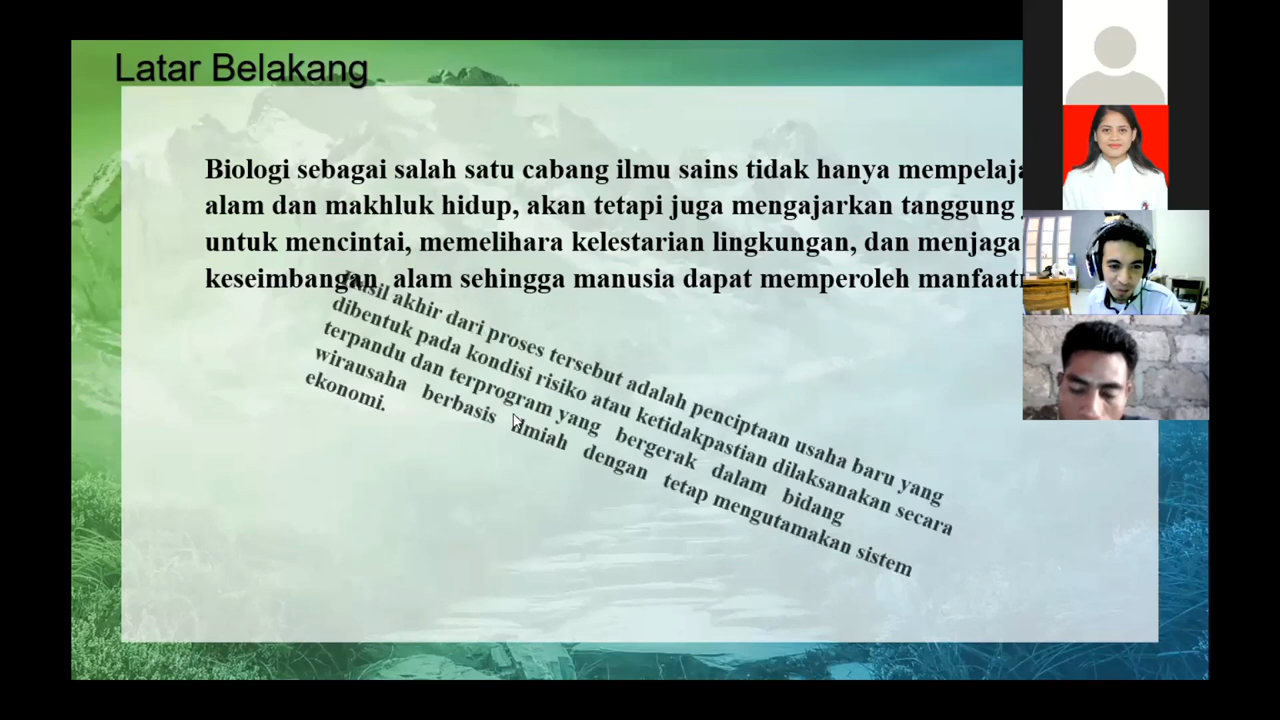 Latar Belakang
Biologi sebagai salah satu cabang ilmu sains tidak hanya
alam dan makhluk hidup, akan tetapi juga mengajarkan tanggung
untuk mencintai, memelihara kelestarian lingkungan, dan menjaga
keseimbangan, alam sehingga manusia dapat memperoleh
Hasil akhir dari proses tersebut adalah penciptaan usaha baru yang
dibentuk pada kondisi risiko atau ketidakpastian dilaksanakan secara
terpandu dan terprogram yang bergerak dalam bidang
wirausaha berbasis ilmiah dengan tetap mengutamakan sistem
ekonomi.